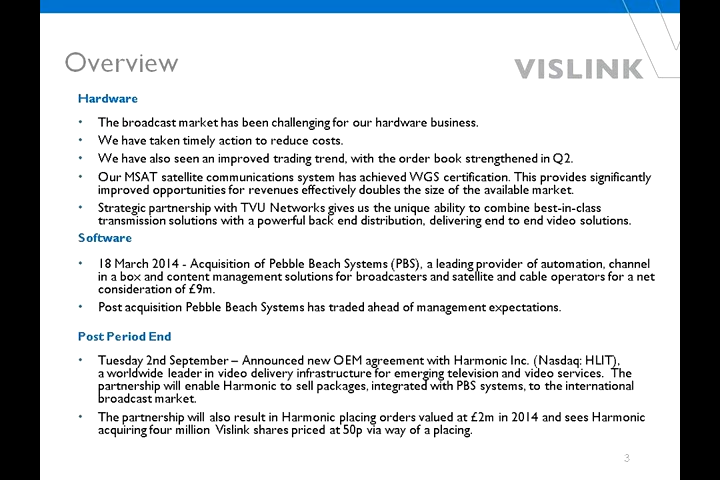 Overview
VISLINK
Hardware
• The broadcast market has been challenging for our hardware business.
• We have taken timely action to reduce costs.
• We have also seen an improved trading trend, with the order book strengthened in Q2.
• Our MSAT satellite communications system has achieved WGS certification. This provides significantly
improved opportunities for revenues effectively doubles the size of the available market.
• Strategic partnership with TVU Networks gives us the unique ability to combine best-in-class
transmission solutions with a powerful back end distribution, delivering end to end video solutions.
Software
• 18 March 2014 - Acquisition of Pebble Beach Systems (PBS), a leading provider of automation, channel
in a box and content management solutions for broadcasters and satellite and cable operators for a net
consideration of £9m.
• Post acquisition Pebble Beach Systems has traded ahead of management expectations.
Post Period End
• Tuesday 2nd September – Announced new OEM agreement with Harmonic Inc. (Nasdaq: HLIT),
a worldwide leader in video delivery infrastructure for emerging television and video services. The
partnership will enable Harmonic to sell packages, integrated with PBS systems, to the international
broadcast market.
• The partnership will also result in Harmonic placing orders valued at £2m in 2014 and sees Harmonic
acquiring four million Vislink shares priced at 50p via way of a placing.
3